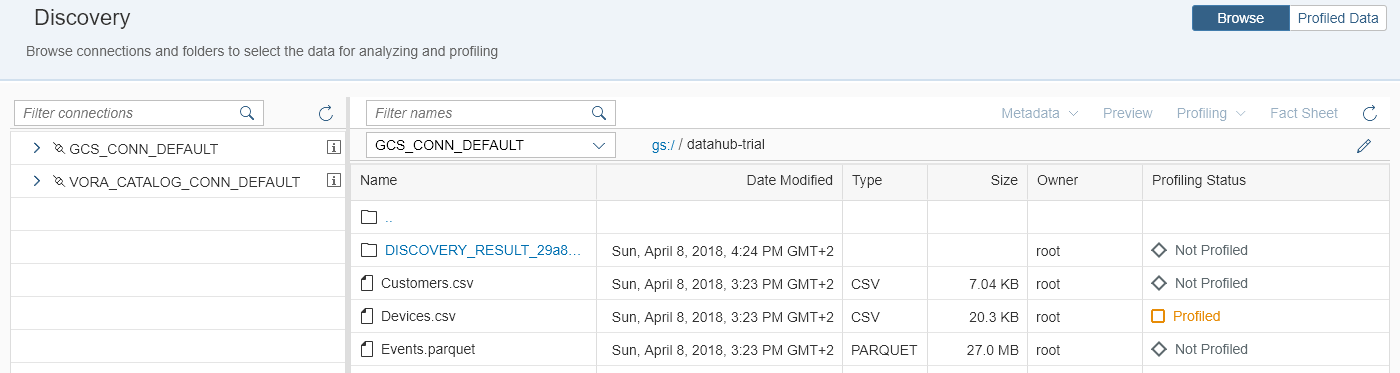 Discovery
Browse
Profiled Data
Browse connections and folders to select the data for analyzing and profiling
Filter connections
Filter names
Metadata
Preview
Profiling
Fact Sheet
GCS_CONN_DEFAULT
VORA_CATALOG_CONN_DEFAULT
GCS_CONN_DEFAULT
gs:/ / datahub-trial
Name Date Modified Type Size Owner Profiling Status
..
DISCOVERY_RESULT_29a8... Sun, April 8, 2018, 4:24 PM GMT+2 root Not Profiled
Customers.csv Sun, April 8, 2018, 3:23 PM GMT+2 CSV 7.04 KB root Not Profiled
Devices.csv Sun, April 8, 2018, 3:23 PM GMT+2 CSV 20.3 KB root Profiled
Events.parquet Sun, April 8, 2018, 3:23 PM GMT+2 PARQUET 27.0 MB root Not Profiled